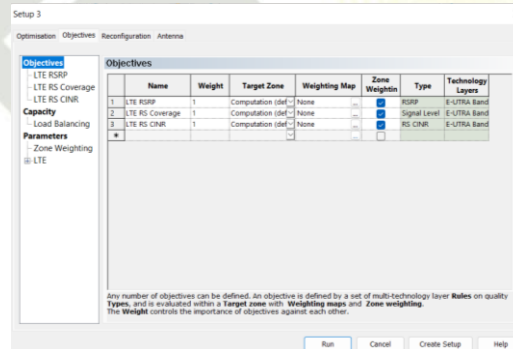 Setup 3
Optimisation Objectives Reconfiguration Antenna
Objectives
LTE RSRP
LTE RS Coverage
LTE RS CINR
Capacity
Load Balancing
Parameters
Zone Weighting
LTE
Objectives
Name Weight Target Zone Weighting Map Zone Weightin Type Technology Layers
1 LTE RSRP 1 Computation (def None ... RSRP E-UTRA Band
2 LTE RS Coverage 1 Computation (def None ... Signal Level E-UTRA Band
3 LTE RS CINR 1 Computation (def None ... RS CINR E-UTRA Band
* ...
Any number of objectives can be defined. An objective is defined by a set of multi-technology layer Rules on quality
Types, and is evaluated within a Target zone with Weighting maps and Zone weighting.
The Weight controls the importance of objectives against each other.
Run Cancel Create Setup Help